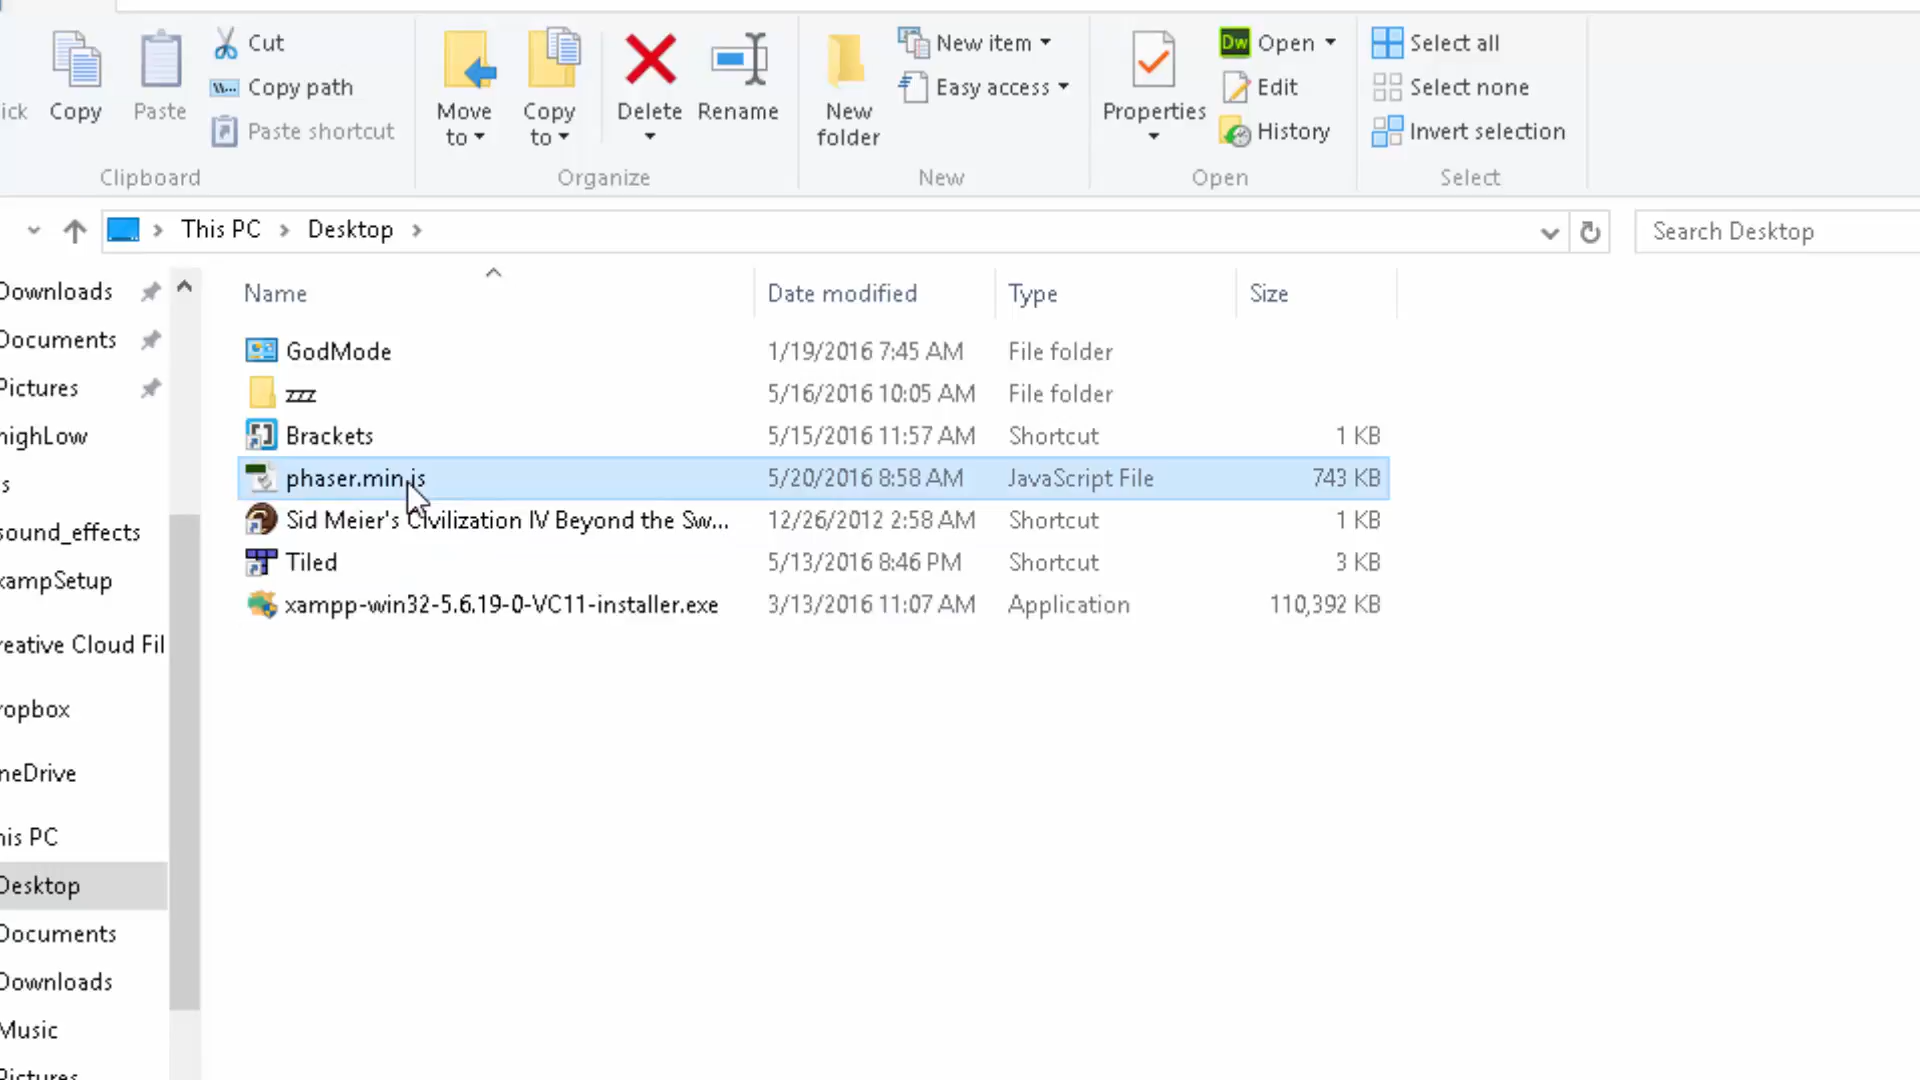 ick
Copy
Paste
Cut
Copy path
Paste shortcut
Clipboard
Move to
Copy to
Delete
Rename
Organize
New folder
New item
Easy access
New
Properties
Dw Open
Edit
History
Open
Select all
Select none
Invert selection
Select
This PC > Desktop >
Search Desktop
Name Date modified Type Size
GodMode 1/19/2016 7:45 AM File folder
zzz 5/16/2016 10:05 AM File folder
Brackets 5/15/2016 11:57 AM Shortcut 1 KB
phaser.min.js 5/20/2016 8:58 AM JavaScript File 743 KB
Sid Meier's Civilization IV Beyond the Sw... 12/26/2012 2:58 AM Shortcut 1 KB
Tiled 5/13/2016 8:46 PM Shortcut 3 KB
xampp-win32-5.6.19-0-VC11-installer.exe 3/13/2016 11:07 AM Application 110,392 KB
Downloads
Documents
Pictures
highLow
s
sound_effects
xampSetup
reative Cloud Fil
ropbox
neDrive
his PC
Desktop
Documents
Downloads
Music
Pictures